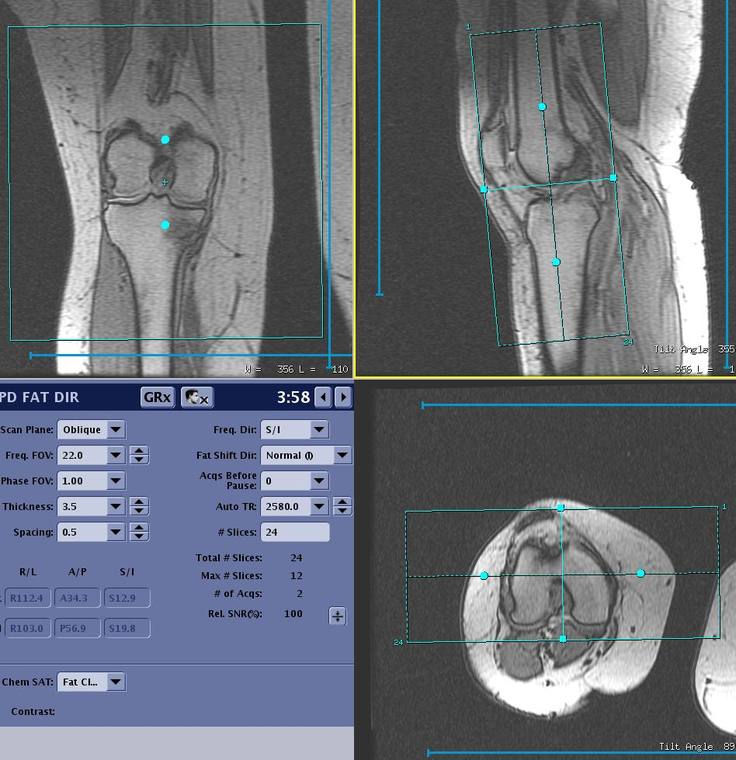 1
24
Tilt Angle 355
W = 356 L = 110
W = 356 L = 1
PD FAT DIR GRx 3:58
Scan Plane: Oblique Freq. Dir: S/I
Freq. FOV: 22.0 Fat Shift Dir: Normal (I)
Phase FOV: 1.00 Acqs Before Pause: 0
Thickness: 3.5 Auto TR: 2580.0
Spacing: 0.5 # Slices: 24
Total # Slices: 24
R/L A/P S/I Max # Slices: 12
R112.4 A34.3 S12.9 # of Acqs: 2
Rel. SNR(%): 100
R103.0 P56.9 S19.8
Chem SAT: Fat Cl...
Contrast:
1
24
Tilt Angle 89